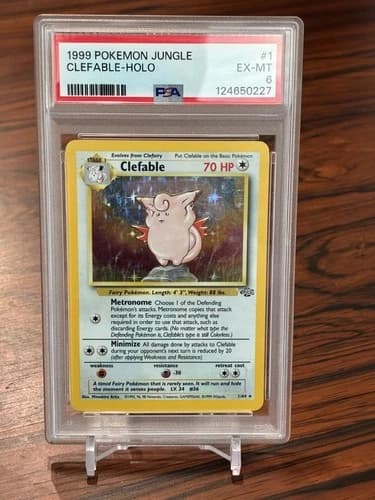 1999 POKEMON JUNGLE #1
CLEFABLE-HOLO EX-MT
6
PSA 124650227
STAGE 1 Evolves from Clefairy Put Clefable on the Basic Pokémon
Clefable 70 HP
Fairy Pokémon. Length: 4' 3", Weight: 88 lbs.
Metronome Choose 1 of the Defending
Pokémon's attacks. Metronome copies that attack
except for its Energy costs and anything else
required in order to use that attack, such as
discarding Energy cards. (No matter what type the
Defending Pokémon is, Clefable's type is still Colorless.)
Minimize All damage done by attacks to Clefable
during your opponent's next turn is reduced by 20
(after applying Weakness and Resistance)
weakness resistance retreat cost
-30
A timid Fairy Pokémon that is rarely seen. It will run and hide
the moment it senses people. LV. 34 #36